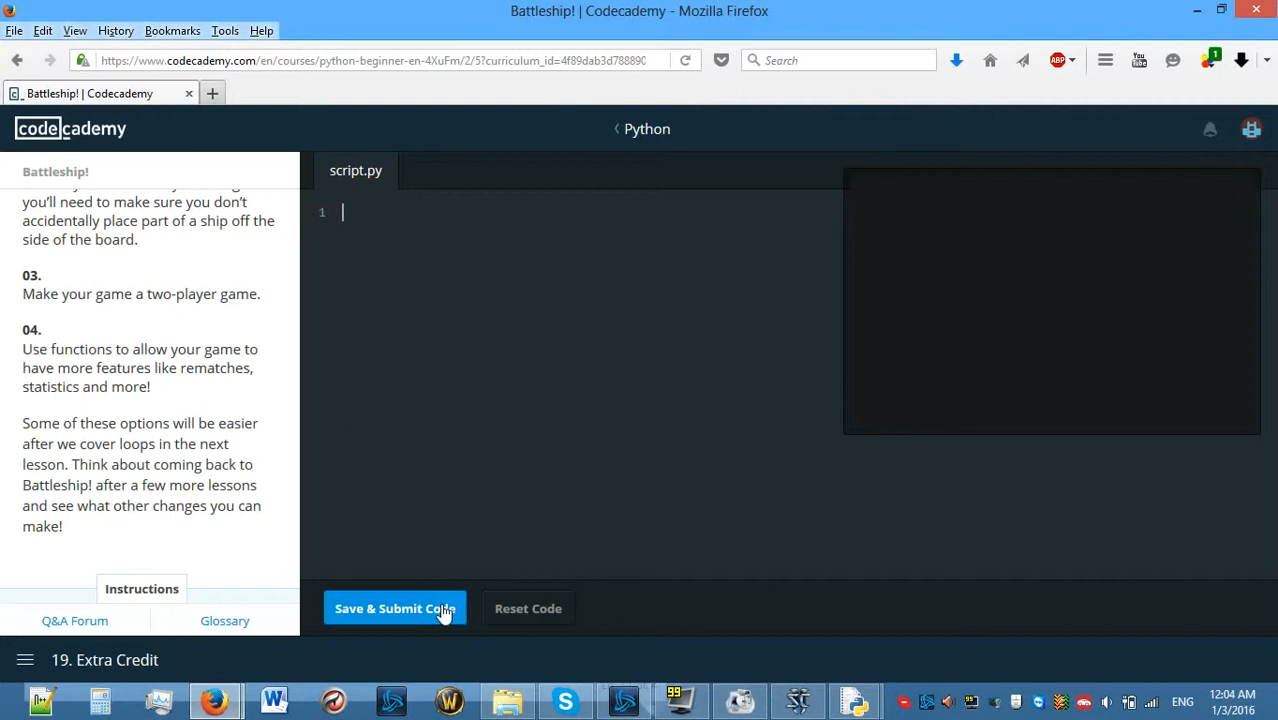 Battleship! | Codecademy - Mozilla Firefox
File Edit View History Bookmarks Tools Help
https://www.codecademy.com/en/courses/python-beginner-en-4XuFm/2/5?curriculum_id=4f89dab3d788890
Search
ABP
You Tube
1
Battleship! | Codecademy
codecademy
Python
Battleship!
script.py
you'll need to make sure you don't
accidentally place part of a ship off the
side of the board.
1
03.
Make your game a two-player game.
04.
Use functions to allow your game to
have more features like rematches,
statistics and more!
Some of these options will be easier
after we cover loops in the next
lesson. Think about coming back to
Battleship! after a few more lessons
and see what other changes you can
make!
Instructions
Q&A Forum Glossary
Save & Submit Code Reset Code
19. Extra Credit
99
ENG
12:04 AM
1/3/2016